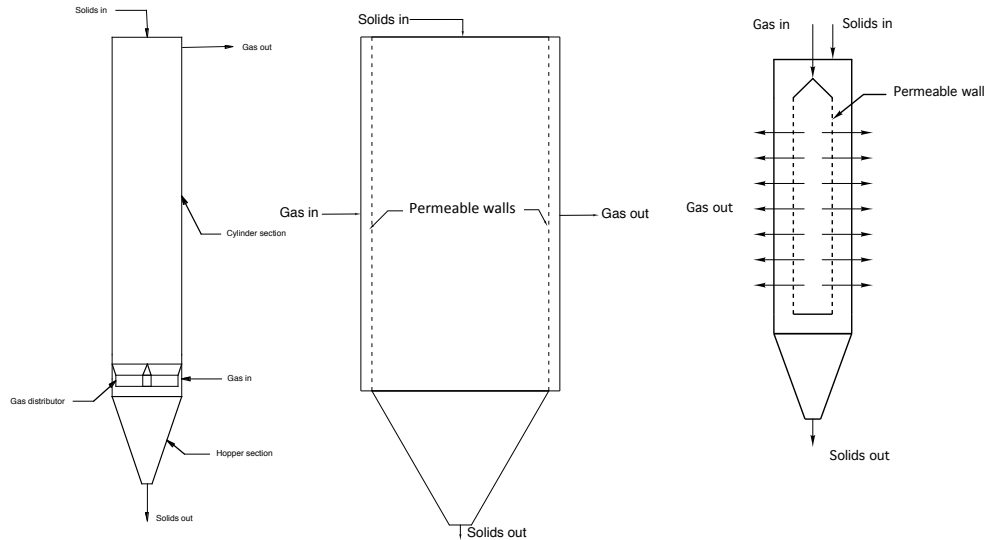 Solids in
Gas out
Cylinder section
Gas distributor
Gas in
Hopper section
Solids out
Solids in
Gas in
Permeable walls
Gas out
Solids out
Gas in
Solids in
Permeable wall
Gas out
Solids out